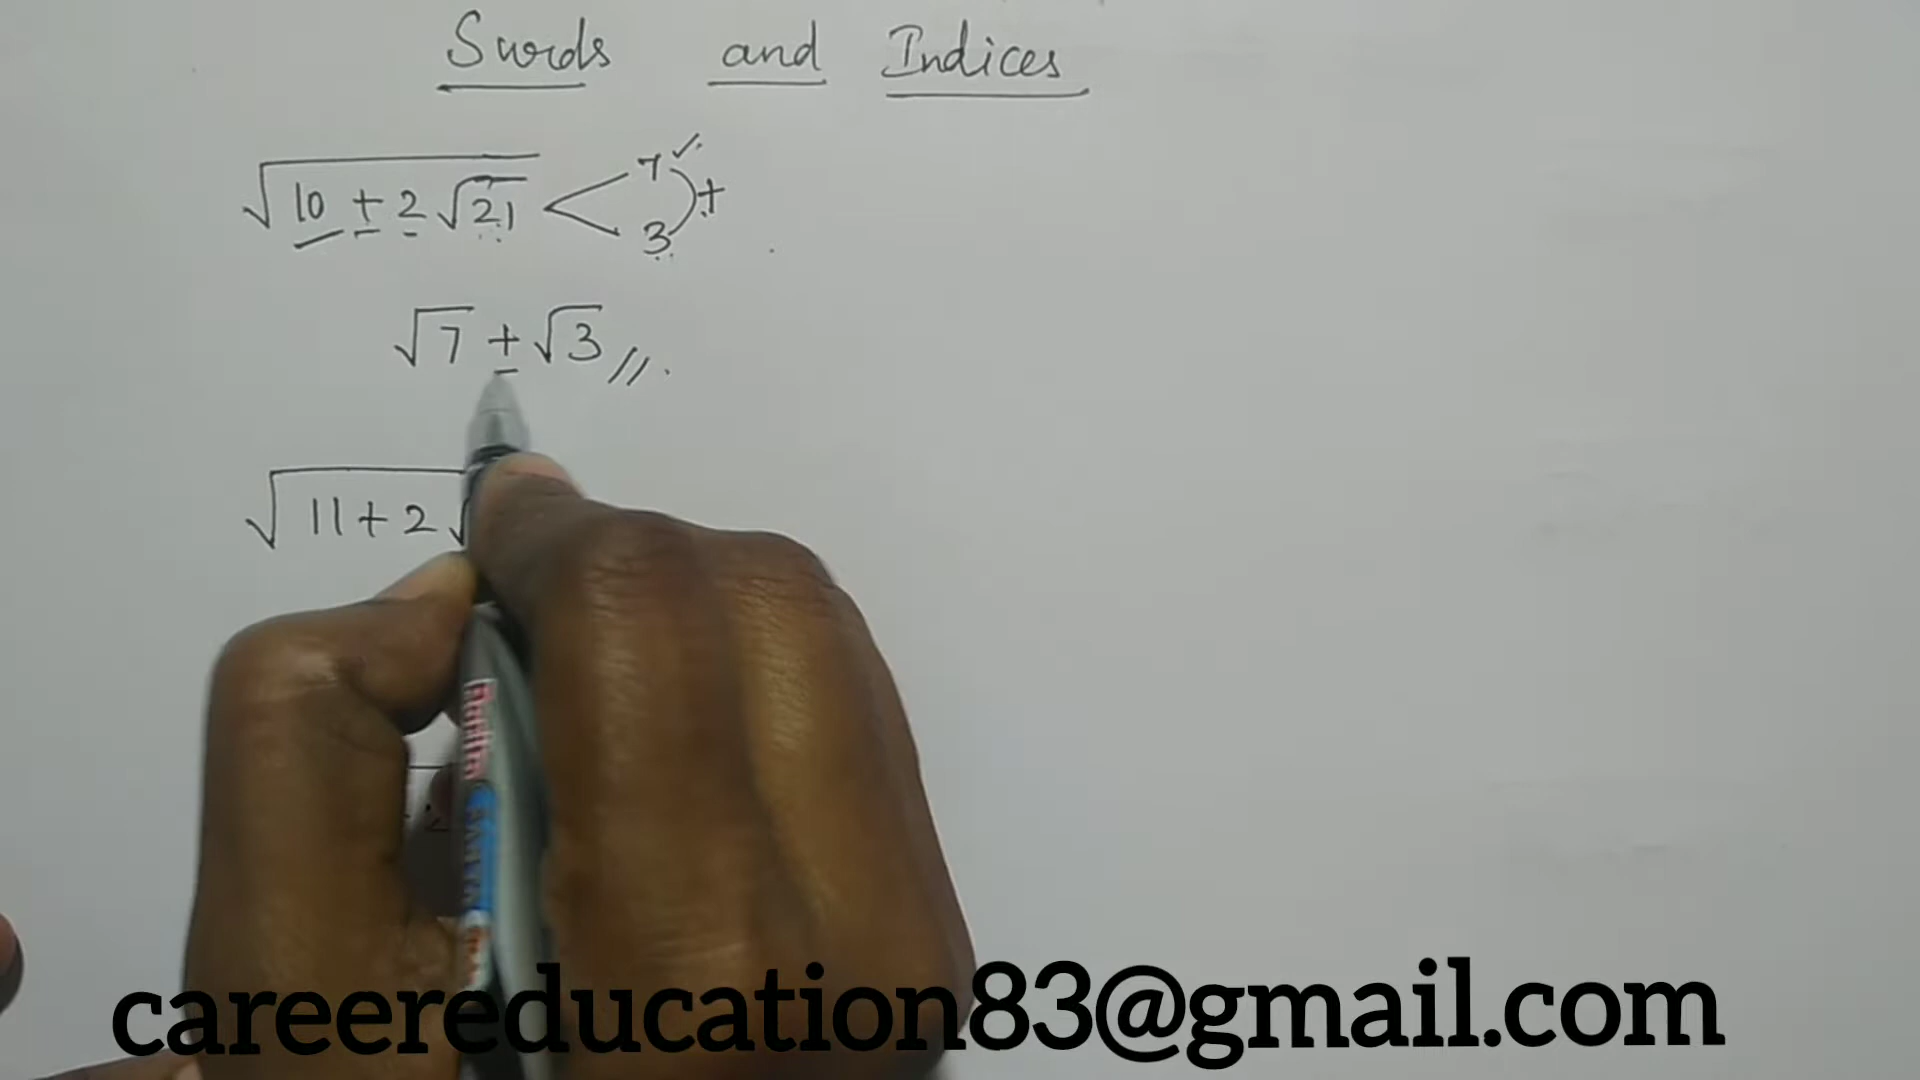 Surds and Indices
√(10 + 2√21) < 7 ✓ 3 ) +
√7 + √3 //.
√(11 + 2√
careereducation83@gmail.com